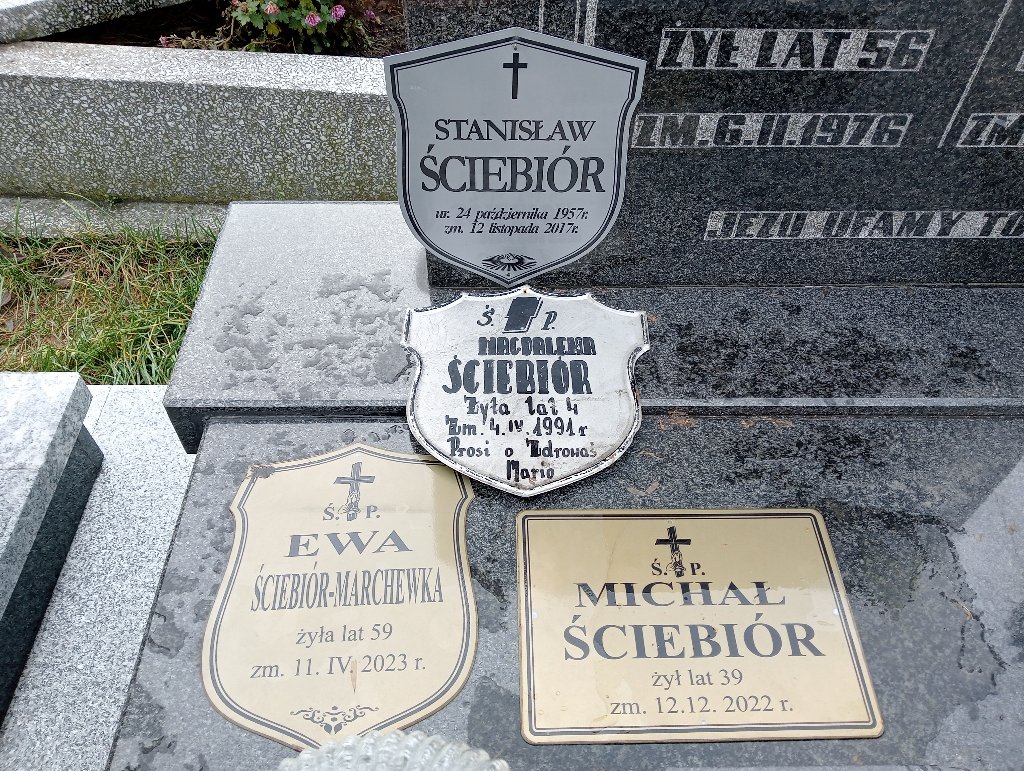 ŻYŁ LAT 56
ZM. 6.II.1976
ZM
JEZU UFAMY TO
STANISŁAW
ŚCIEBIÓR
ur. 24 października 1957r.
zm. 12 listopada 2017r.
Ś. P.
MAGDALENA
ŚCIEBIÓR
Żyła lat 4
Zm. 4.IV.1991r
Prosi o Zdrowaś
Mario
Ś. P.
EWA
ŚCIEBIÓR-MARCHEWKA
żyła lat 59
zm. 11. IV. 2023 r.
Ś. P.
MICHAŁ
ŚCIEBIÓR
żył lat 39
zm. 12.12. 2022 r.